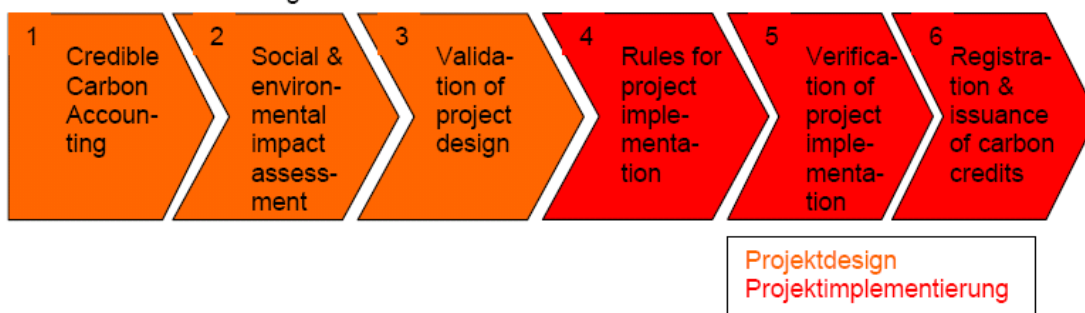 1
Credible
Carbon
Accoun-
ting
2
Social &
environ-
mental
impact
assess-
ment
3
Valida-
tion of
project
design
4
Rules for
project
imple-
menta-
tion
5
Verifica-
tion of
project
imple-
menta-
tion
6
Registra-
tion &
issuance
of carbon
credits
Projektdesign
Projektimplementierung